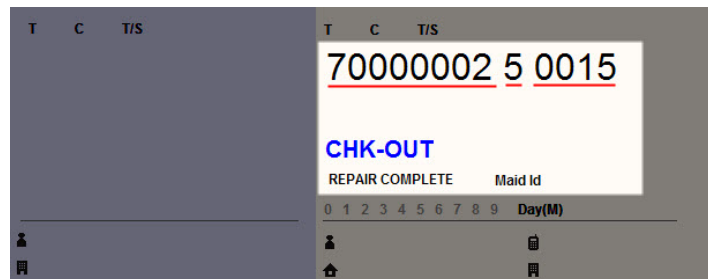 T C T/S
T C T/S
70000002 5 0015
CHK-OUT
REPAIR COMPLETE Maid Id
0 1 2 3 4 5 6 7 8 9 Day(M)